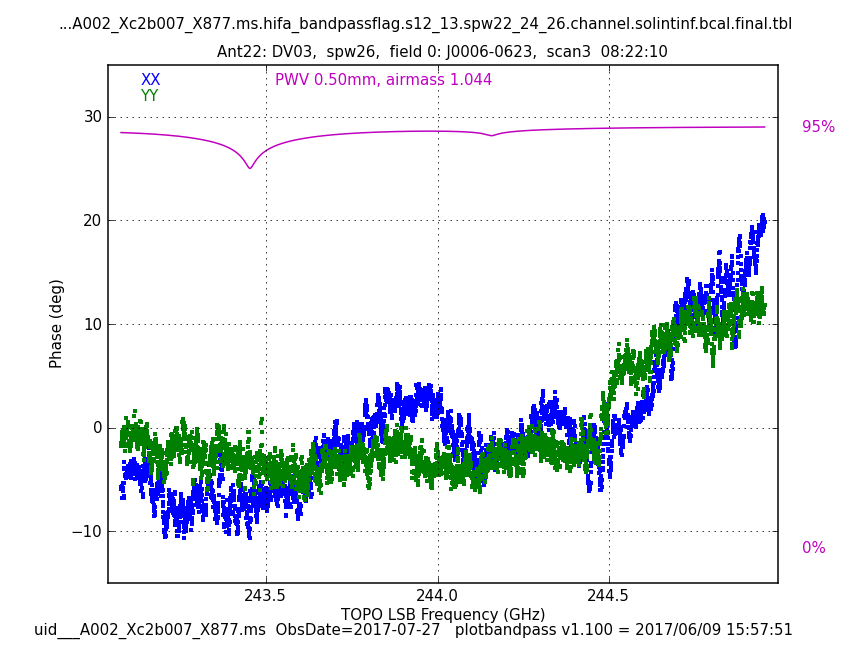 ...A002_Xc2b007_X877.ms.hifa_bandpassflag.s12_13.spw22_24_26.channel.solintinf.bcal.final.tbl
Ant22: DV03,  spw26,  field 0: J0006-0623,  scan3  08:22:10
XX
YY
PWV 0.50mm, airmass 1.044
95%
0%
30
20
10
0
−10
Phase (deg)
243.5
244.0
244.5
TOPO LSB Frequency (GHz)
uid___A002_Xc2b007_X877.ms  ObsDate=2017-07-27   plotbandpass v1.100 = 2017/06/09 15:57:51